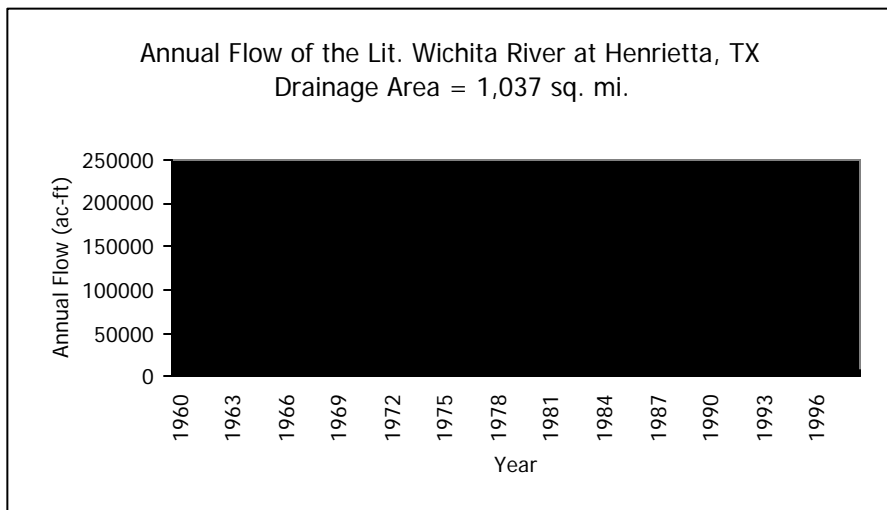 Annual Flow of the Lit. Wichita River at Henrietta, TX
Drainage Area = 1,037 sq. mi.
Annual Flow (ac-ft)
250000
200000
150000
100000
50000
0
1960 1963 1966 1969 1972 1975 1978 1981 1984 1987 1990 1993 1996
Year